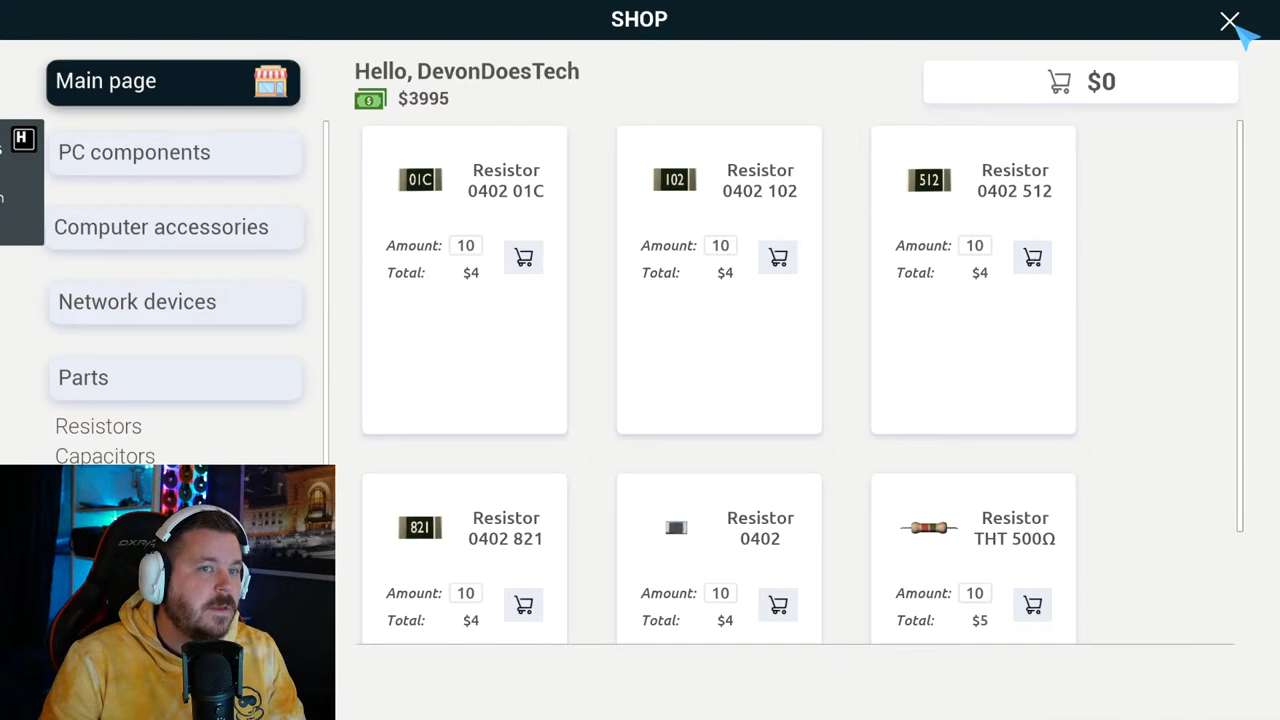 SHOP
Main page
H
s
n
PC components
Computer accessories
Network devices
Parts
Resistors
Capacitors
Hello, DevonDoesTech
$3995
$0
01C
Resistor
0402 01C
Amount: 10
Total: $4
102
Resistor
0402 102
Amount: 10
Total: $4
512
Resistor
0402 512
Amount: 10
Total: $4
821
Resistor
0402 821
Amount: 10
Total: $4
Resistor
0402
Amount: 10
Total: $4
Resistor
THT 500Ω
Amount: 10
Total: $5